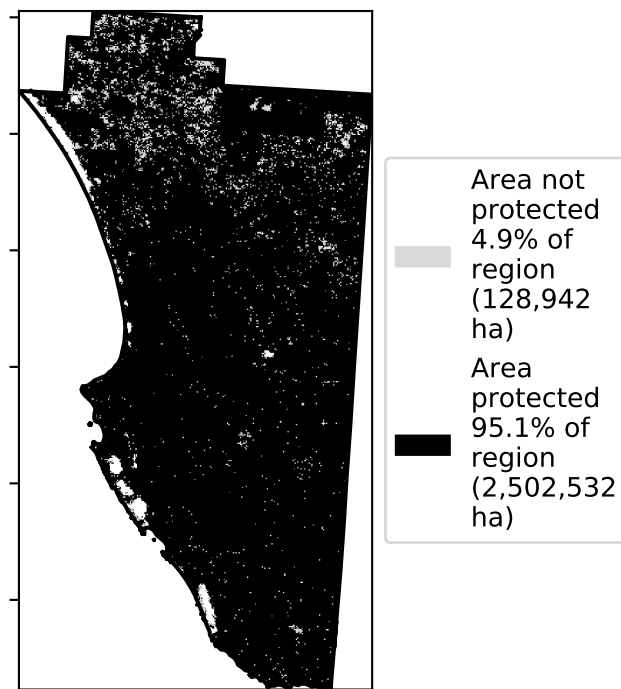 Area not
protected
4.9% of
region
(128,942
ha)
Area
protected
95.1% of
region
(2,502,532
ha)